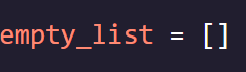 empty_list = []